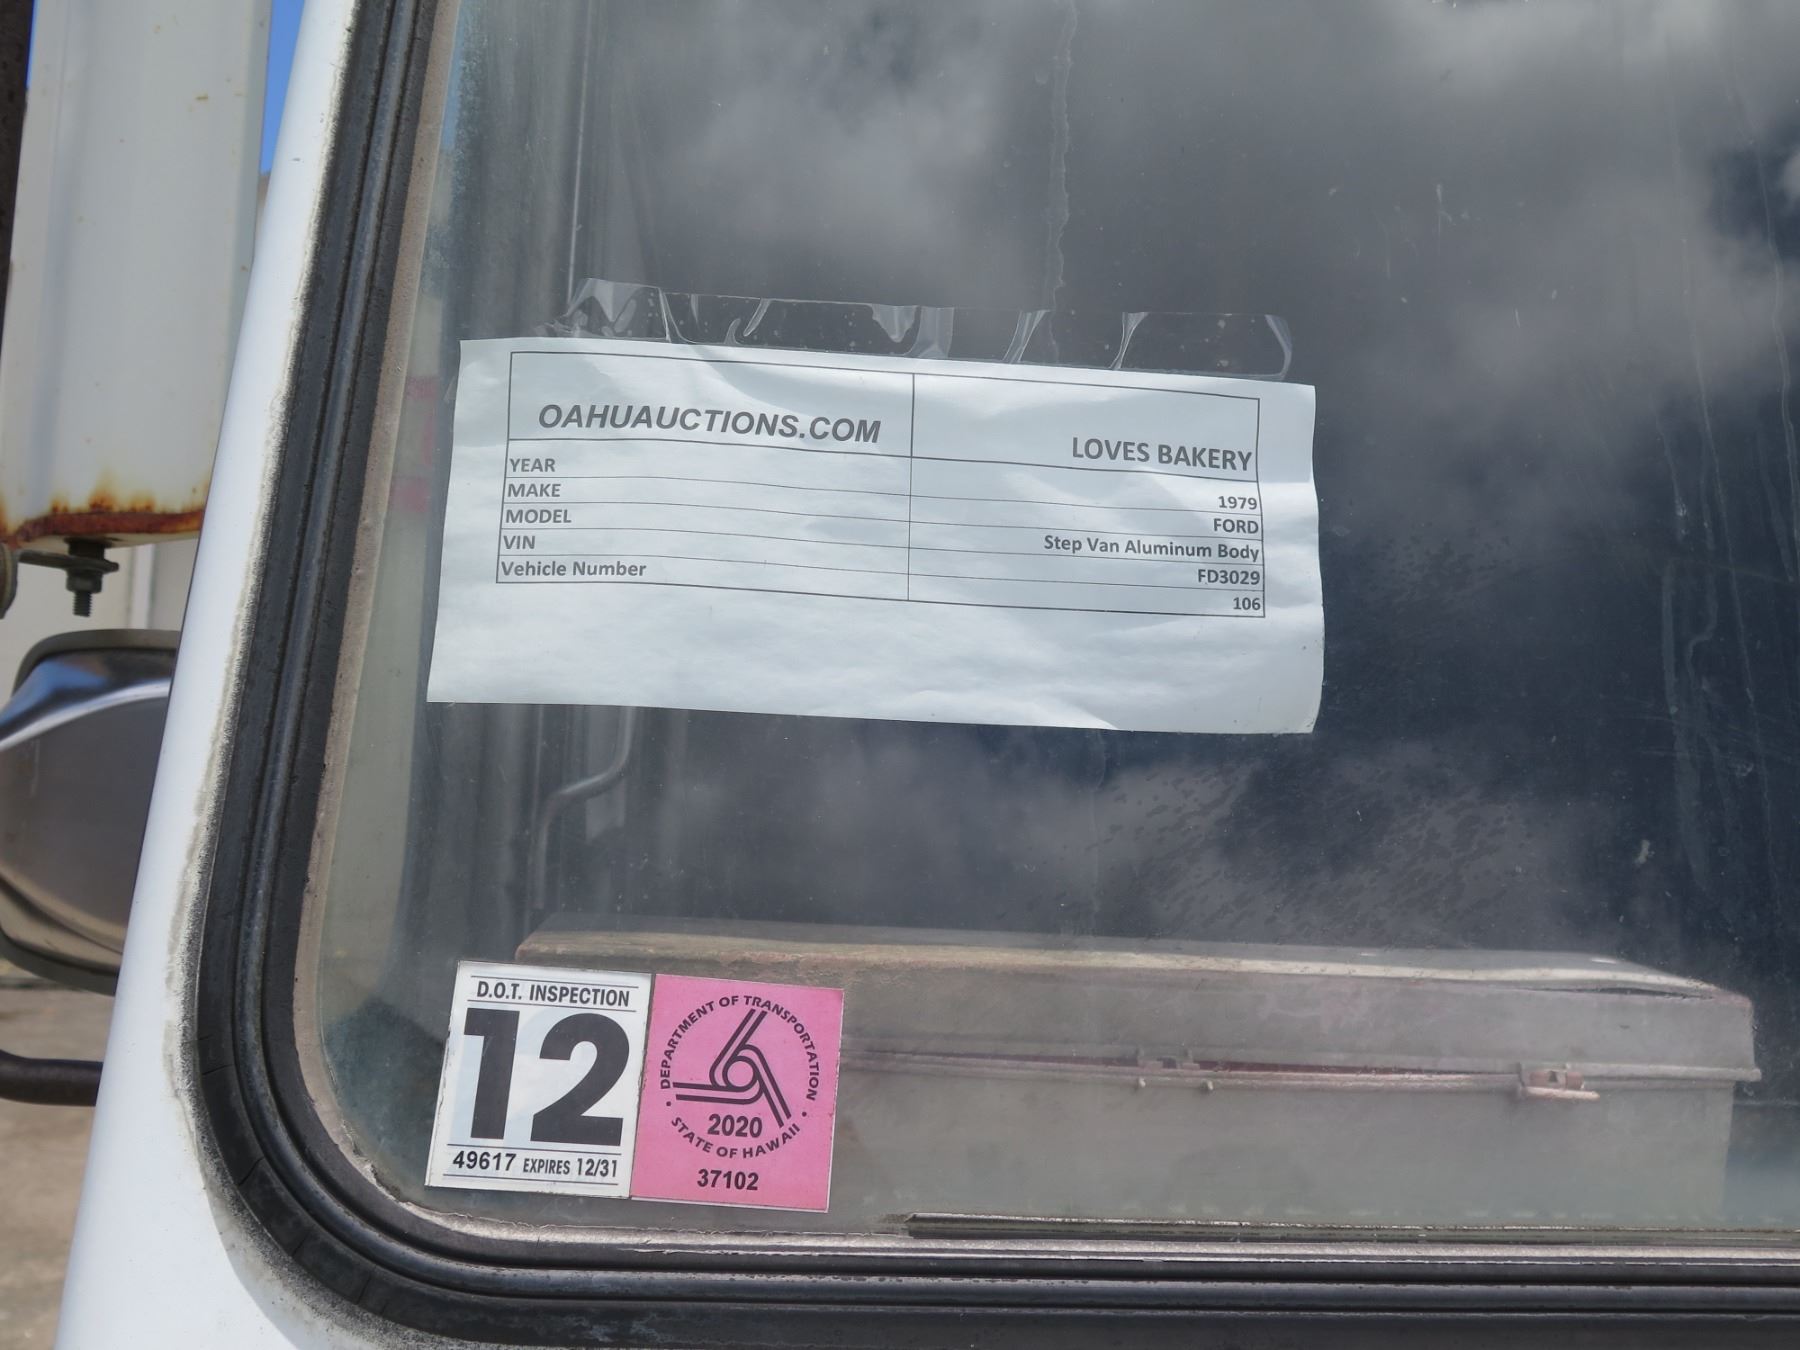 OAHUAUCTIONS.COM LOVES BAKERY
YEAR 1979
MAKE FORD
MODEL Step Van Aluminum Body
VIN FD3029
Vehicle Number 106
D.O.T. INSPECTION
12
49617 EXPIRES 12/31
DEPARTMENT OF TRANSPORTATION
2020
STATE OF HAWAII
37102